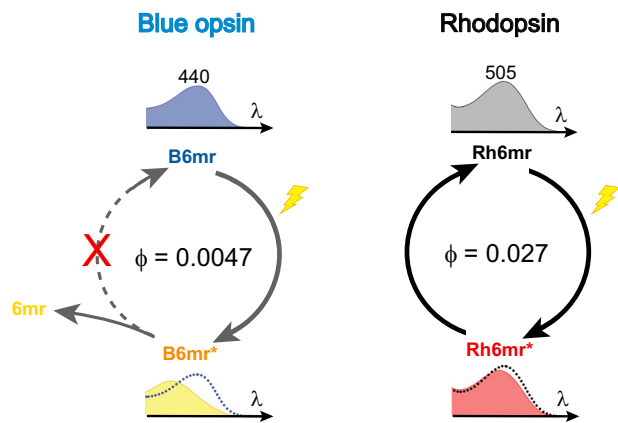 Blue opsin
440
λ
B6mr
X
ϕ = 0.0047
6mr
B6mr*
λ
Rhodopsin
505
λ
Rh6mr
ϕ = 0.027
Rh6mr*
λ